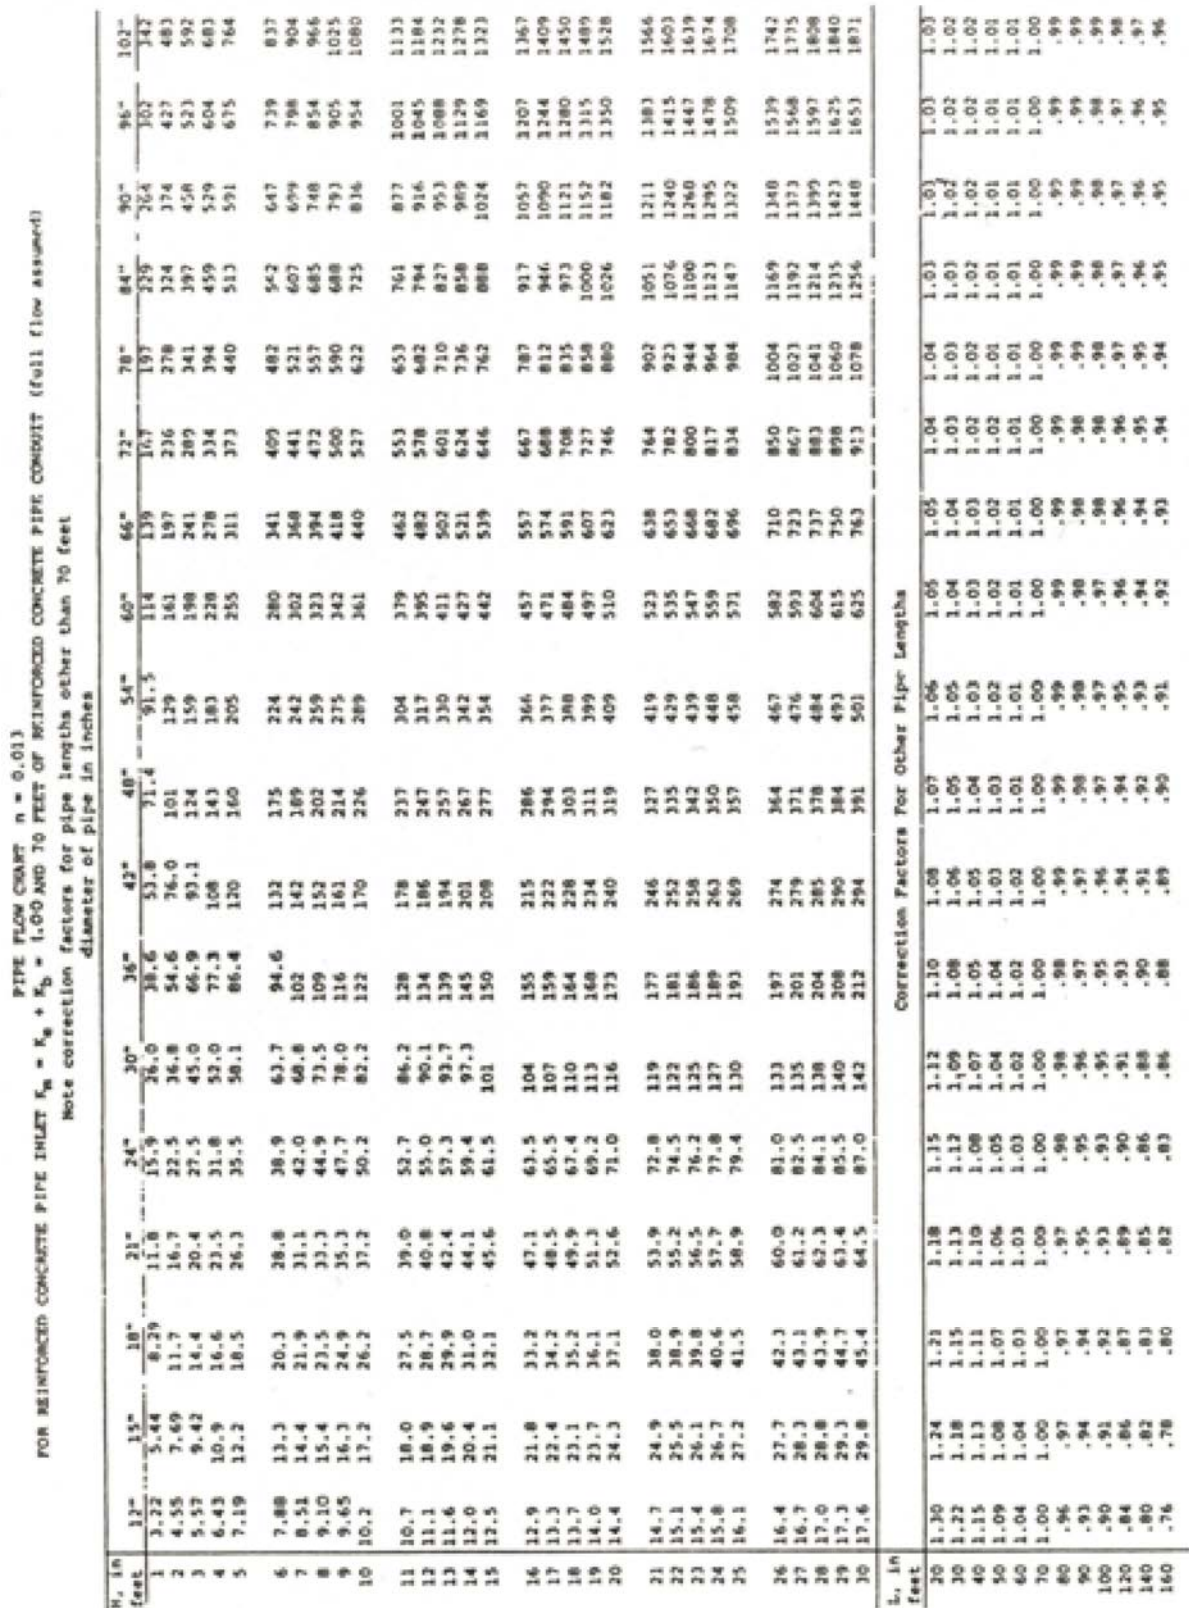 PIPE FLOW CHART n = 0.013
FOR REINFORCED CONCRETE PIPE INLET Km = Ke + Kb = 1.00 AND 70 FEET OF REINFORCED CONCRETE PIPE CONDUIT (full flow assumed)
Note correction factors for pipe lengths other than 70 feet
diameter of pipe in inches
H, in feet 12" 15" 18" 21" 24" 30" 36" 42" 48" 54" 60" 66" 72" 78" 84" 90" 96" 102"
1 3.22 5.44 8.29 11.8 15.9 26.0 38.6 53.8 71.4 91.5 114 139 167 197 229 264 302 342
2 4.55 7.69 11.7 16.7 22.5 36.8 54.6 76.0 101 129 161 197 236 278 324 374 427 483
3 5.57 9.42 14.4 20.4 27.5 45.0 66.9 93.1 124 159 198 241 289 341 397 458 523 592
4 6.43 10.9 16.6 23.5 31.8 52.0 77.3 108 143 183 228 278 334 394 459 529 604 683
5 7.19 12.2 18.5 26.3 35.5 58.1 86.4 120 160 205 255 311 373 440 513 591 675 764
6 7.88 13.3 20.3 28.8 38.9 63.7 94.6 132 175 224 280 341 409 482 562 647 739 837
7 8.51 14.4 21.9 31.1 42.0 68.8 102 142 189 242 302 368 441 521 607 699 798 904
8 9.10 15.4 23.5 33.3 44.9 73.5 109 152 202 259 323 394 472 557 685 748 854 966
9 9.65 16.3 24.9 35.3 47.7 78.0 116 161 214 275 342 418 500 590 688 793 905 1025
10 10.2 17.2 26.2 37.2 50.2 82.2 122 170 226 289 361 440 527 622 725 836 954 1080
11 10.7 18.0 27.5 39.0 52.7 86.2 128 178 237 304 379 462 553 653 761 877 1001 1133
12 11.1 18.9 28.7 40.8 55.0 90.1 134 186 247 317 395 482 578 682 794 916 1045 1184
13 11.6 19.6 29.9 42.4 57.3 93.7 139 194 257 330 411 502 601 710 827 953 1088 1232
14 12.0 20.4 31.0 44.1 59.4 97.3 145 201 267 342 427 521 624 736 858 989 1129 1278
15 12.5 21.1 32.1 45.6 61.5 101 150 208 277 354 442 539 646 762 888 1024 1169 1323
16 12.9 21.8 33.2 47.1 63.5 104 155 215 286 366 457 557 667 787 917 1057 1207 1367
17 13.3 22.4 34.2 48.5 65.5 107 159 222 294 377 471 574 688 812 946 1090 1244 1409
18 13.7 23.1 35.2 49.9 67.4 110 164 228 303 388 484 591 708 835 973 1121 1280 1450
19 14.0 23.7 36.1 51.3 69.2 113 168 234 311 399 497 607 727 858 1000 1152 1315 1489
20 14.4 24.3 37.1 52.6 71.0 116 173 240 319 409 510 623 746 880 1026 1182 1350 1528
21 14.7 24.9 38.0 53.9 72.8 119 177 246 327 419 523 638 764 902 1051 1211 1383 1566
22 15.1 25.5 38.9 55.2 74.5 122 181 252 335 429 535 653 782 923 1076 1240 1415 1603
23 15.4 26.1 39.8 56.5 76.2 125 186 258 342 439 547 668 800 944 1100 1268 1447 1639
24 15.8 26.7 40.6 57.7 77.8 127 189 263 350 448 559 682 817 964 1123 1295 1478 1674
25 16.1 27.2 41.5 58.9 79.4 130 193 269 357 458 571 696 834 984 1147 1322 1509 1708
26 16.4 27.7 42.3 60.0 81.0 133 197 274 364 467 582 710 850 1004 1169 1348 1539 1742
27 16.7 28.3 43.1 61.2 82.5 135 201 279 371 476 593 723 867 1023 1192 1373 1568 1775
28 17.0 28.8 43.9 62.3 84.1 138 204 285 378 484 604 737 883 1041 1214 1399 1597 1808
29 17.3 29.3 44.7 63.4 85.5 140 208 290 384 493 615 750 898 1060 1235 1423 1625 1840
30 17.6 29.8 45.4 64.5 87.0 142 212 294 391 501 625 763 913 1078 1256 1448 1653 1871
Correction Factors For Other Pipe Lengths
L, in feet
20 1.30 1.24 1.21 1.18 1.15 1.12 1.10 1.08 1.07 1.06 1.05 1.05 1.04 1.04 1.03 1.03 1.03 1.03
30 1.22 1.18 1.15 1.13 1.12 1.09 1.08 1.06 1.05 1.05 1.04 1.04 1.03 1.03 1.03 1.02 1.02 1.02
40 1.15 1.13 1.11 1.10 1.08 1.07 1.05 1.05 1.04 1.03 1.03 1.03 1.02 1.02 1.02 1.02 1.02 1.02
50 1.09 1.08 1.07 1.06 1.05 1.04 1.04 1.03 1.03 1.02 1.02 1.02 1.02 1.01 1.01 1.01 1.01 1.01
60 1.04 1.04 1.03 1.03 1.03 1.02 1.02 1.02 1.01 1.01 1.01 1.01 1.01 1.01 1.01 1.01 1.01 1.01
70 1.00 1.00 1.00 1.00 1.00 1.00 1.00 1.00 1.00 1.00 1.00 1.00 1.00 1.00 1.00 1.00 1.00 1.00
80 .96 .97 .97 .97 .98 .98 .98 .99 .99 .99 .99 .99 .99 .99 .99 .99 .99 .99
90 .93 .94 .94 .95 .95 .96 .97 .97 .98 .98 .98 .98 .98 .99 .99 .99 .99 .99
100 .90 .91 .92 .93 .93 .95 .95 .96 .97 .97 .97 .98 .98 .98 .98 .98 .98 .99
120 .84 .86 .87 .89 .90 .91 .93 .94 .94 .95 .96 .96 .96 .97 .97 .97 .97 .98
140 .80 .82 .83 .85 .86 .88 .90 .91 .92 .93 .94 .94 .95 .95 .96 .96 .96 .97
160 .76 .78 .80 .82 .83 .86 .88 .89 .90 .91 .92 .93 .94 .94 .95 .95 .95 .96